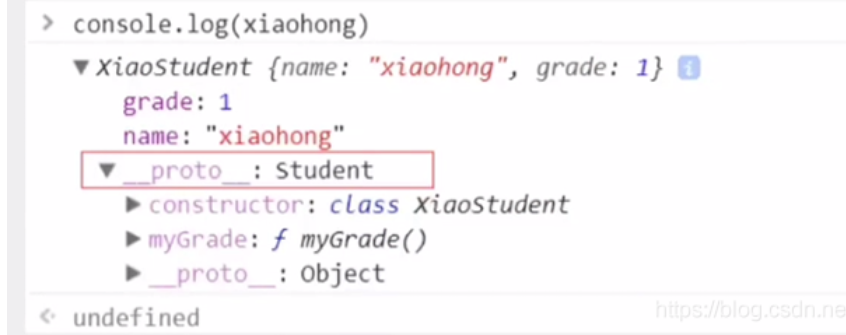 > console.log(xiaohong)
▼XiaoStudent {name: "xiaohong", grade: 1} i
grade: 1
name: "xiaohong"
▼__proto__: Student
▶constructor: class XiaoStudent
▶myGrade: ƒ myGrade()
▶__proto__: Object
undefined
https://blog.csdn.ne